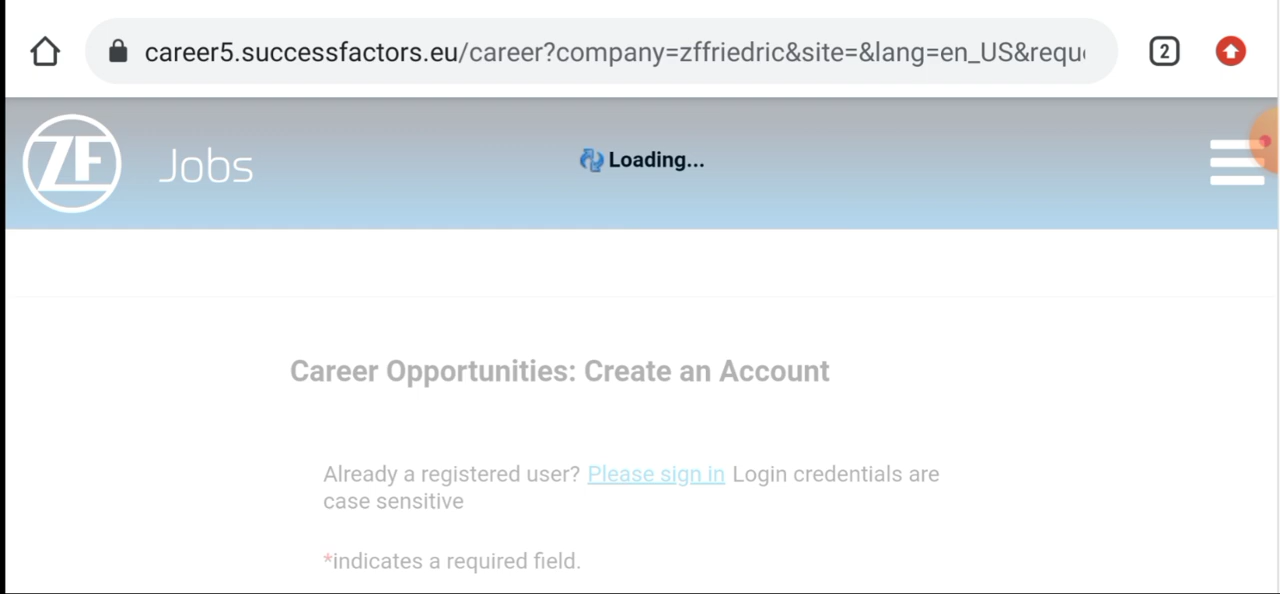 career5.successfactors.eu/career?company=zffriedric&site=&lang=en_US&requ
2
ZF
Jobs
Loading...
Career Opportunities: Create an Account
Already a registered user? Please sign in Login credentials are
case sensitive
*indicates a required field.